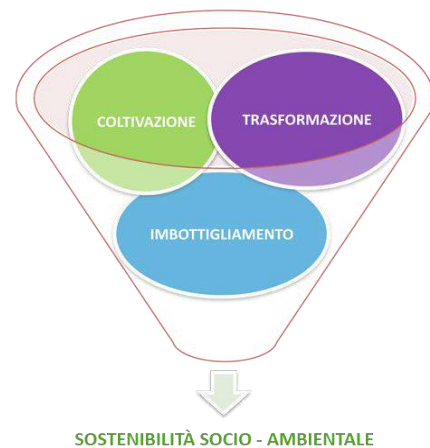 COLTIVAZIONE
TRASFORMAZIONE
IMBOTTIGLIAMENTO
SOSTENIBILITÀ SOCIO - AMBIENTALE